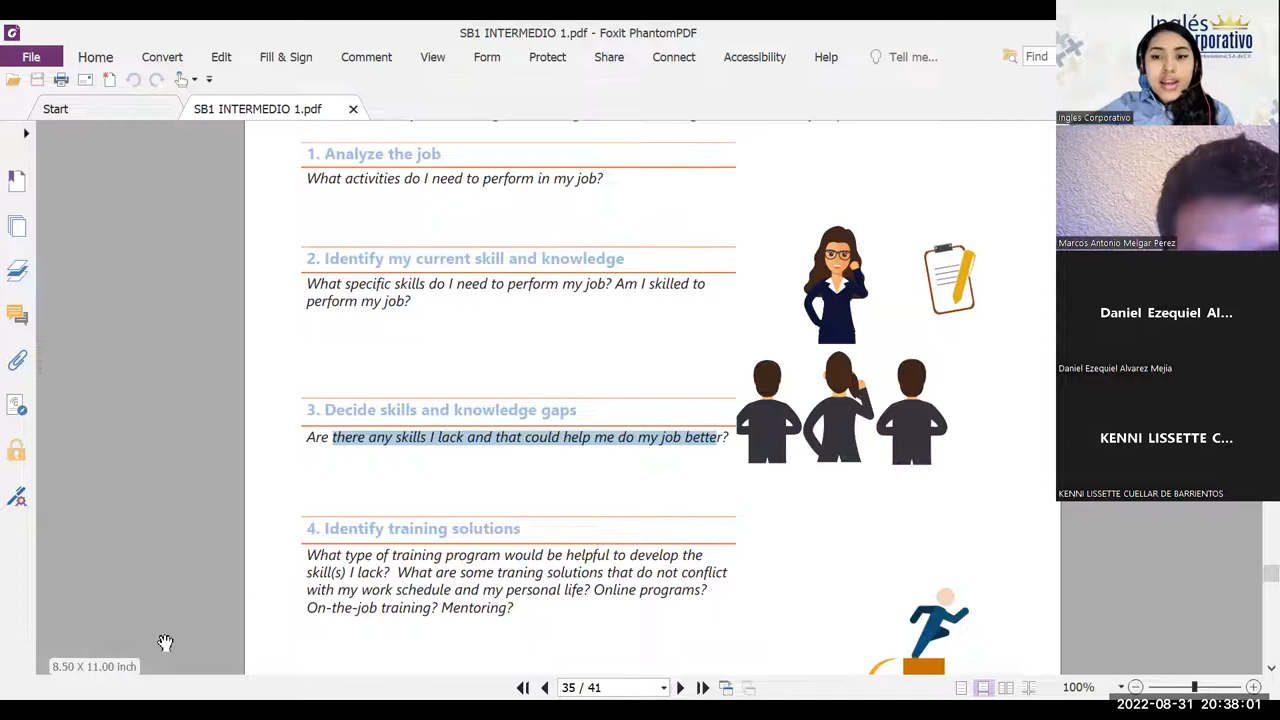 SB1 INTERMEDIO 1.pdf - Foxit PhantomPDF
File Home Convert Edit Fill & Sign Comment View Form Protect Share Connect Accessibility Help Tell me... Find
Start SB1 INTERMEDIO 1.pdf
1. Analyze the job
What activities do I need to perform in my job?
2. Identify my current skill and knowledge
What specific skills do I need to perform my job? Am I skilled to
perform my job?
3. Decide skills and knowledge gaps
Are there any skills I lack and that could help me do my job better?
4. Identify training solutions
What type of training program would be helpful to develop the
skill(s) I lack? What are some traning solutions that do not conflict
with my work schedule and my personal life? Online programs?
On-the-job training? Mentoring?
8.50 X 11.00 inch
35 / 41
100%
Inglés
Ingles Corporativo
Marcos Antonio Melgar Perez
Daniel Ezequiel Al...
Daniel Ezequiel Alvarez Mejia
KENNI LISSETTE C...
KENNI LISSETTE CUELLAR DE BARRIENTOS
2022-08-31 20:38:01